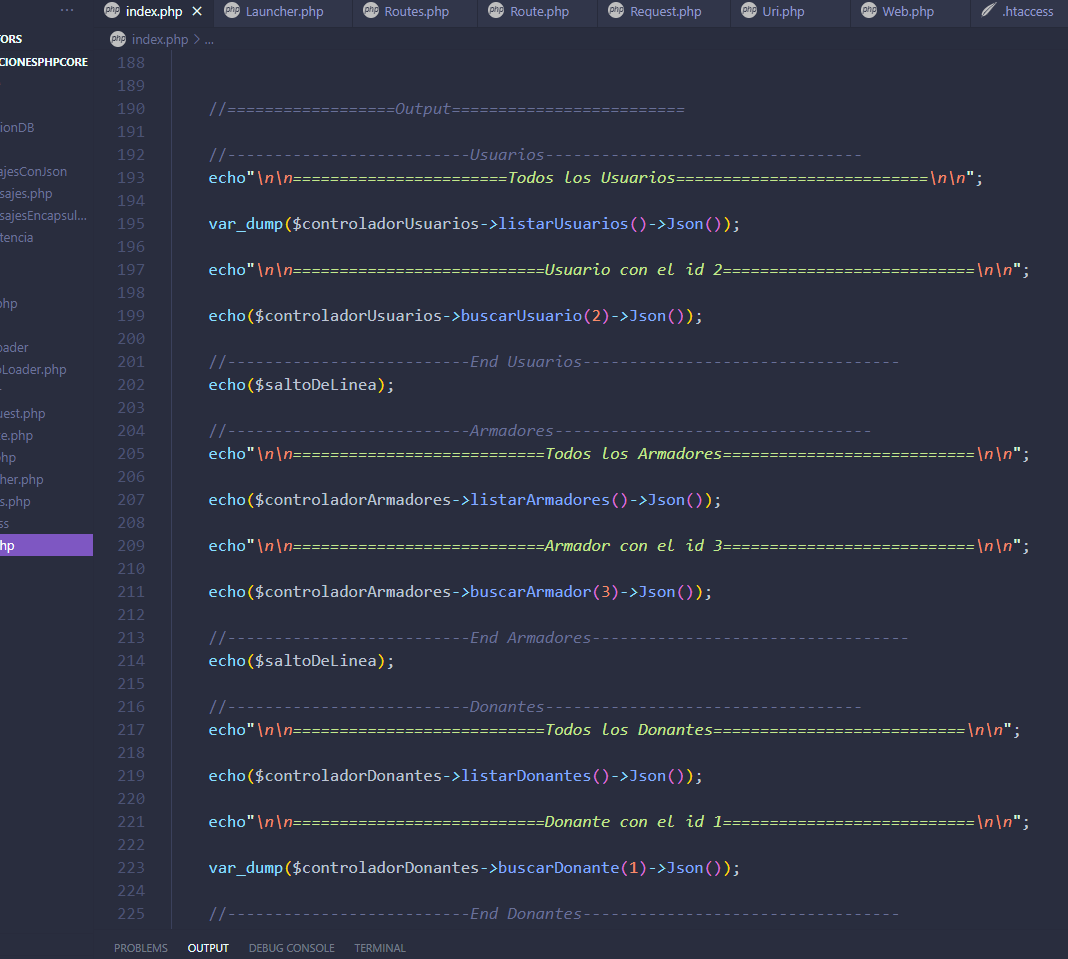 index.php
Launcher.php
Routes.php
Route.php
Request.php
Uri.php
Web.php
.htaccess
TORS
index.php > ...
CIONESPHPCORE
ionDB
ajesConJson
sajes.php
sajesEncapsul...
tencia
php
oader
oLoader.php
uest.php
te.php
php
her.php
s.php
ss
hp
188
189
190 //==================Output=========================
191
192 //--------------------------Usuarios----------------------------------
193 echo"\n\n=======================Todos los Usuarios===========================\n\n";
194
195 var_dump($controladorUsuarios->listarUsuarios()->Json());
196
197 echo"\n\n===========================Usuario con el id 2===========================\n\n";
198
199 echo($controladorUsuarios->buscarUsuario(2)->Json());
200
201 //--------------------------End Usuarios----------------------------------
202 echo($saltoDeLinea);
203
204 //--------------------------Armadores----------------------------------
205 echo"\n\n===========================Todos los Armadores===========================\n\n";
206
207 echo($controladorArmadores->listarArmadores()->Json());
208
209 echo"\n\n===========================Armador con el id 3===========================\n\n";
210
211 echo($controladorArmadores->buscarArmador(3)->Json());
212
213 //--------------------------End Armadores----------------------------------
214 echo($saltoDeLinea);
215
216 //--------------------------Donantes----------------------------------
217 echo"\n\n===========================Todos los Donantes===========================\n\n";
218
219 echo($controladorDonantes->listarDonantes()->Json());
220
221 echo"\n\n===========================Donante con el id 1===========================\n\n";
222
223 var_dump($controladorDonantes->buscarDonante(1)->Json());
224
225 //--------------------------End Donantes----------------------------------
PROBLEMS OUTPUT DEBUG CONSOLE TERMINAL